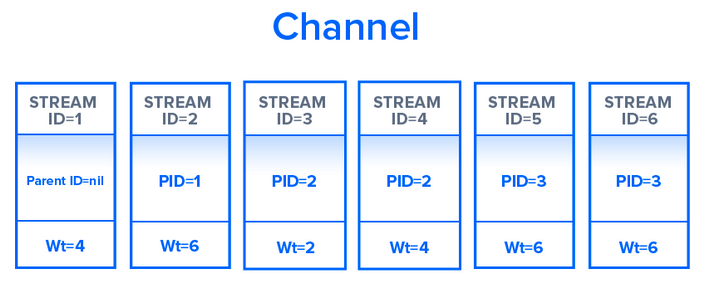 Channel
STREAM
ID=1
Parent ID=nil
Wt=4
STREAM
ID=2
PID=1
Wt=6
STREAM
ID=3
PID=2
Wt=2
STREAM
ID=4
PID=2
Wt=4
STREAM
ID=5
PID=3
Wt=6
STREAM
ID=6
PID=3
Wt=6